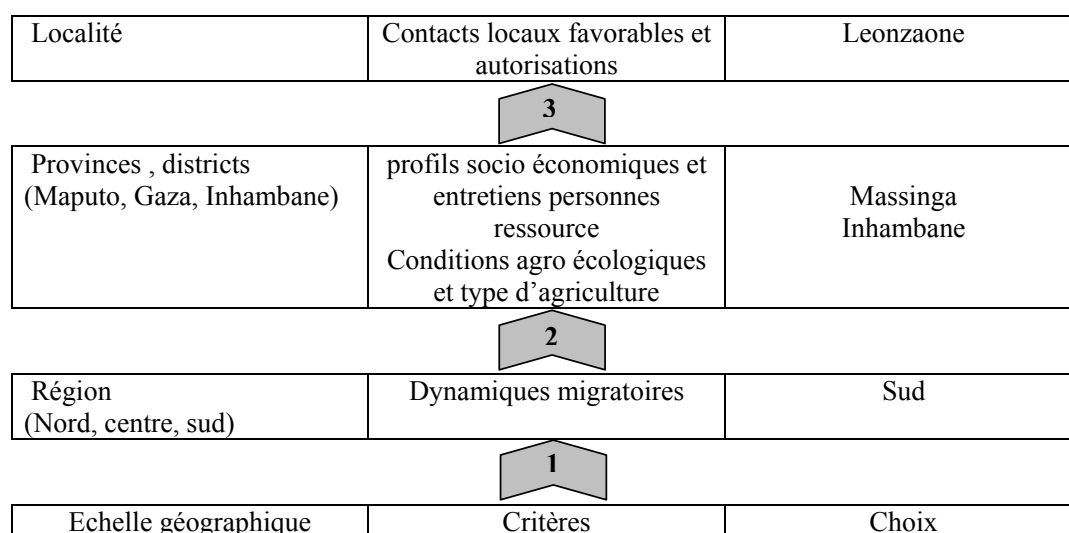 Localité
Contacts locaux favorables et
autorisations
Leonzaone
3
Provinces , districts
(Maputo, Gaza, Inhambane)
profils socio économiques et
entretiens personnes
ressource
Conditions agro écologiques
et type d’agriculture
Massinga
Inhambane
2
Région
(Nord, centre, sud)
Dynamiques migratoires
Sud
1
Echelle géographique
Critères
Choix